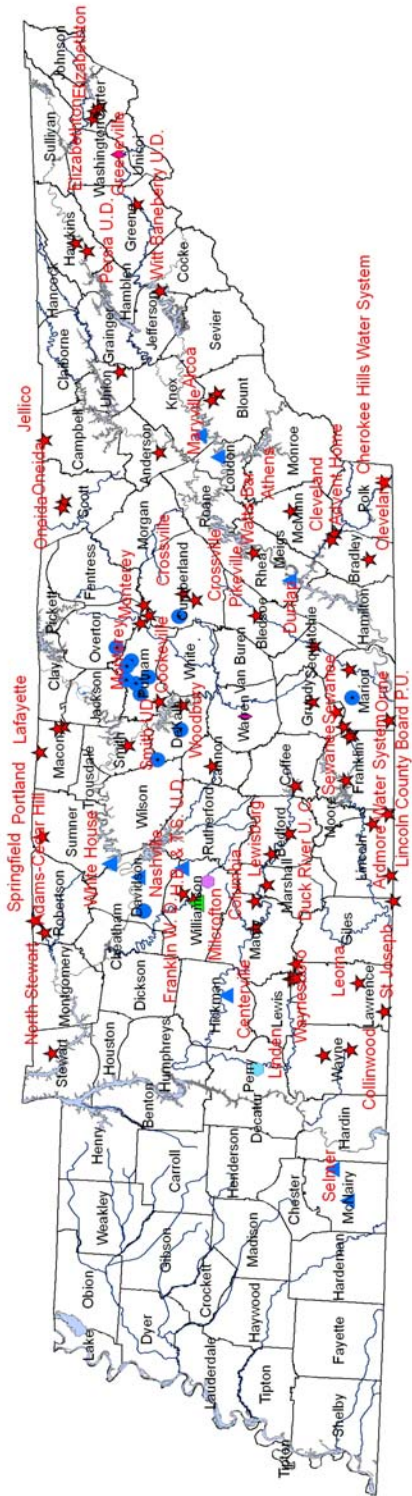 Springfield
Portland
Lafayette
Jellico
Oneida
Oneida
Elizabethton
Elizabethton
Adams-Cedar Hill
North Stewart
White House
Monterey
Monterey
Persia U.D.
Greeneville
Witt Baneberry U.D.
Smith U.D.
Cookeville
Crossville
Crossville
Nashville
Woodbury
Maryville
Alcoa
Franklin W.D., H.B. & T.S. U.D.
Milcrofton
Pikeville
Watts Bar
Athens
Centerville
Columbia
Lewisburg
Dunlap
Cleveland
Advent Home
Cherokee Hills Water System
Linden
Duck River U.C.
Sewanee
Sewanee
Orme
Cleveland
Waynesboro
Leoma
Collinwood
St Joseph
Ardmore Water System
Lincoln County Board P.U.
Selmer
Lake
Obion
Weakley
Henry
Stewart
Montgomery
Robertson
Sumner
Macon
Trousdale
Clay
Pickett
Jackson
Overton
Fentress
Scott
Campbell
Claiborne
Hancock
Hawkins
Sullivan
Johnson
Carter
Washington
Unicoi
Greene
Hamblen
Grainger
Union
Jefferson
Cocke
Sevier
Knox
Anderson
Morgan
Cumberland
Putnam
Smith
Wilson
Davidson
Cheatham
Dickson
Houston
Humphreys
Benton
Carroll
Gibson
Dyer
Crockett
Lauderdale
Haywood
Madison
Henderson
Decatur
Perry
Hickman
Williamson
Rutherford
Cannon
DeKalb
White
Warren
Van Buren
Bledsoe
Rhea
Roane
Loudon
Blount
Monroe
McMinn
Meigs
Polk
Bradley
Hamilton
Sequatchie
Marion
Grundy
Coffee
Franklin
Moore
Bedford
Lincoln
Marshall
Maury
Giles
Lewis
Lawrence
Wayne
Hardin
Chester
McNairy
Hardeman
Fayette
Shelby
Tipton
Tipton